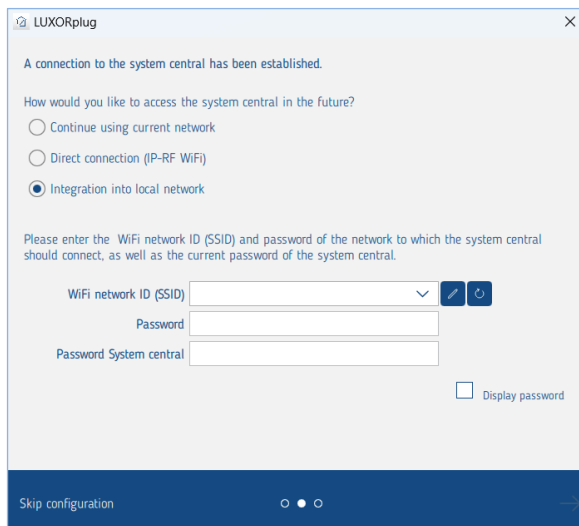 LUXORplug
A connection to the system central has been established.
How would you like to access the system central in the future?
Continue using current network
Direct connection (IP-RF WiFi)
Integration into local network
Please enter the WiFi network ID (SSID) and password of the network to which the system central
should connect, as well as the current password of the system central.
WiFi network ID (SSID)
Password
Password System central
Display password
Skip configuration